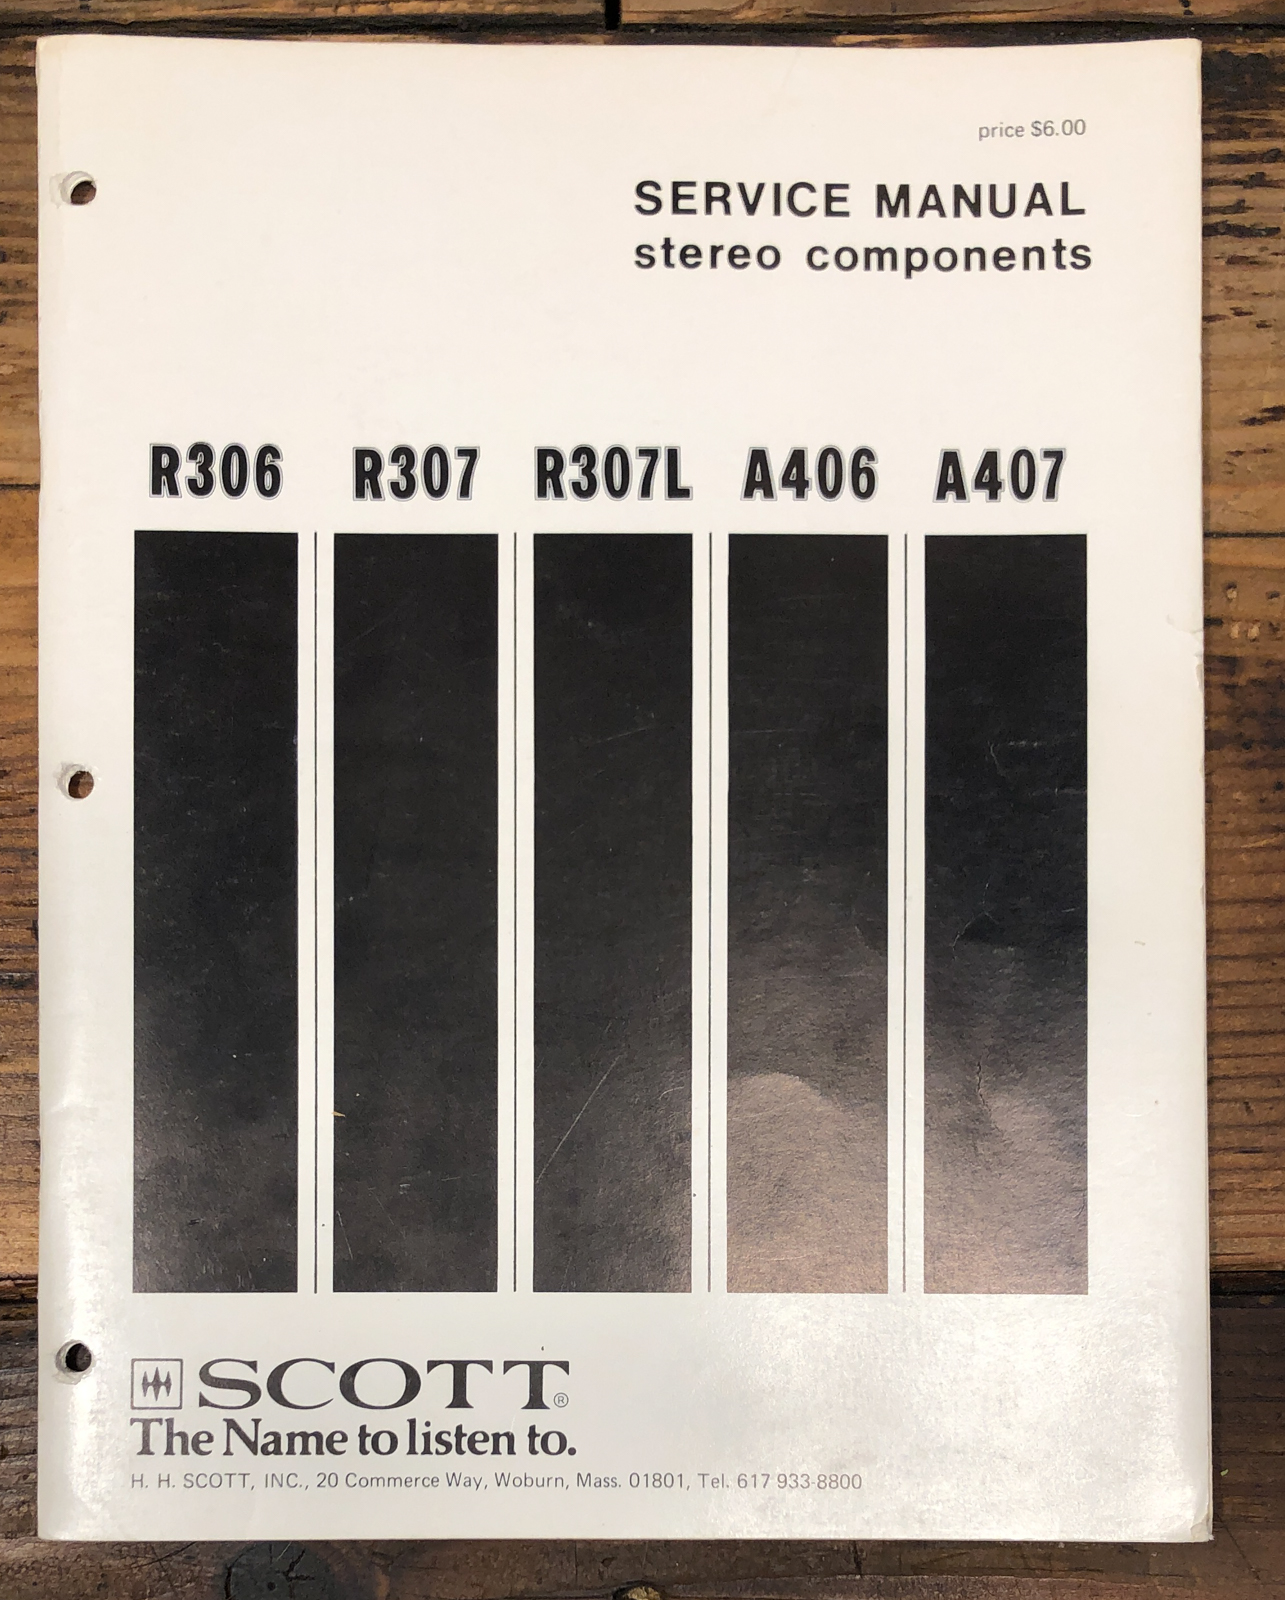 price $6.00
SERVICE MANUAL
stereo components
R306 R307 R307L A406 A407
SCOTT®
The Name to listen to.
H. H. SCOTT, INC., 20 Commerce Way, Woburn, Mass. 01801, Tel. 617 933-8800